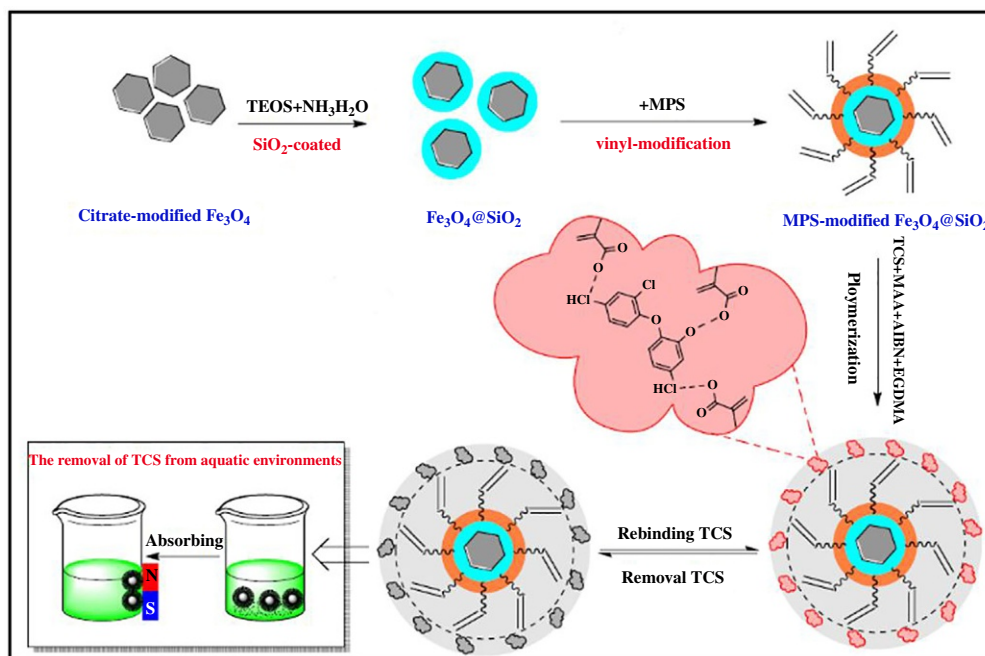 TEOS+NH₃H₂O
SiO₂-coated
+MPS
vinyl-modification
Citrate-modified Fe₃O₄
Fe₃O₄@SiO₂
MPS-modified Fe₃O₄@SiO₂
TCS+MAA+AIBN+EGDMA
Ploymerization
O
O
HCl
Cl
O
O
O
O
HCl
O
O
The removal of TCS from aquatic environments
Absorbing
N
S
Rebinding TCS
Removal TCS